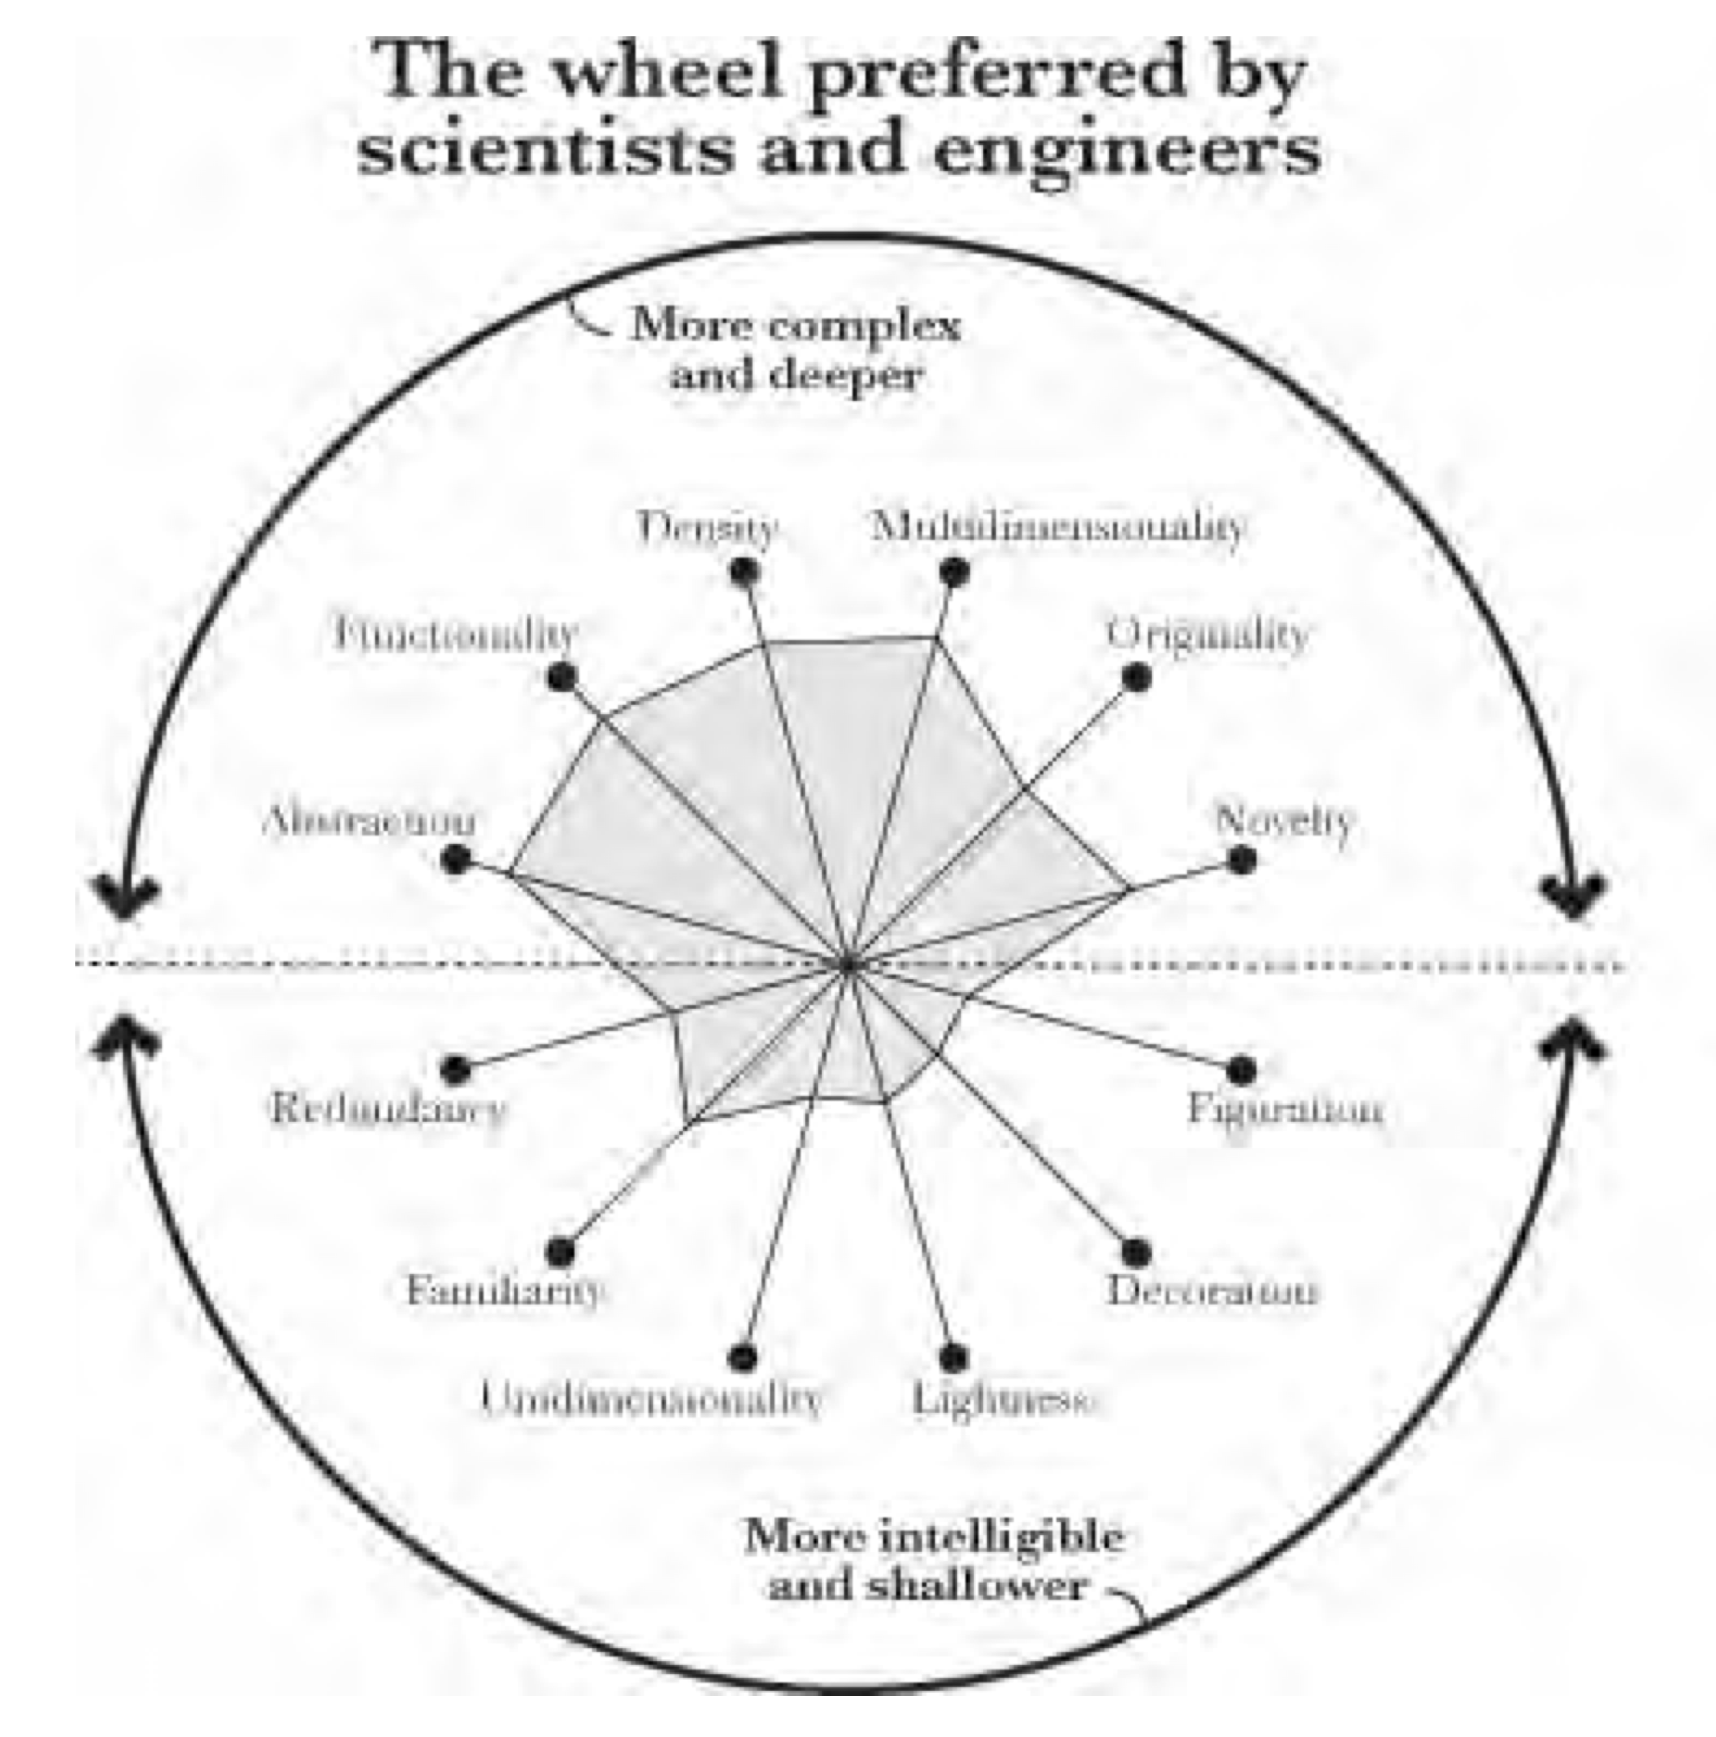 The wheel preferred by
scientists and engineers
More complex
and deeper
Density
Multidimensionality
Functionality
Originality
Abstraction
Novelty
Redundancy
Figuration
Familiarity
Decoration
Unidimensionality
Lightness
More intelligible
and shallower